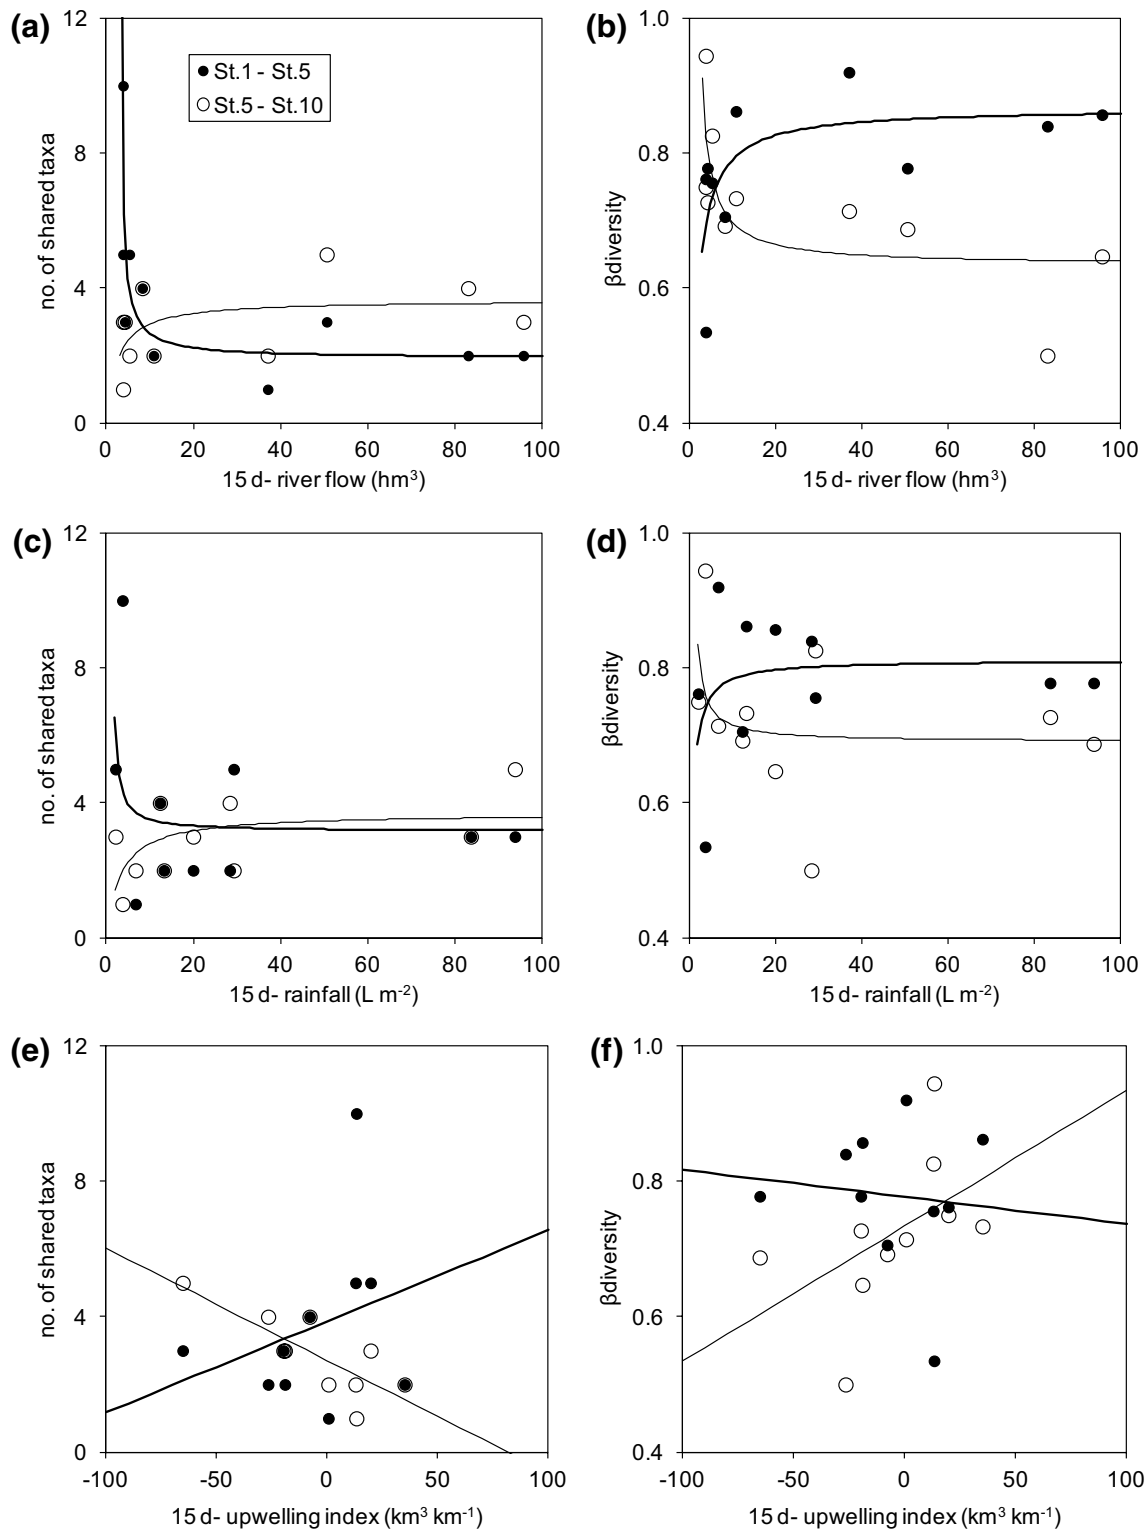 (a)
12
8
4
0
no. of shared taxa
St.1 - St.5
St.5 - St.10
0 20 40 60 80 100
15 d- river flow (hm³)
(b)
1.0
0.8
0.6
0.4
βdiversity
0 20 40 60 80 100
15 d- river flow (hm³)
(c)
12
8
4
0
no. of shared taxa
0 20 40 60 80 100
15 d- rainfall (L m⁻²)
(d)
1.0
0.8
0.6
0.4
βdiversity
0 20 40 60 80 100
15 d- rainfall (L m⁻²)
(e)
12
8
4
0
no. of shared taxa
-100 -50 0 50 100
15 d- upwelling index (km³ km⁻¹)
(f)
1.0
0.8
0.6
0.4
βdiversity
-100 -50 0 50 100
15 d- upwelling index (km³ km⁻¹)